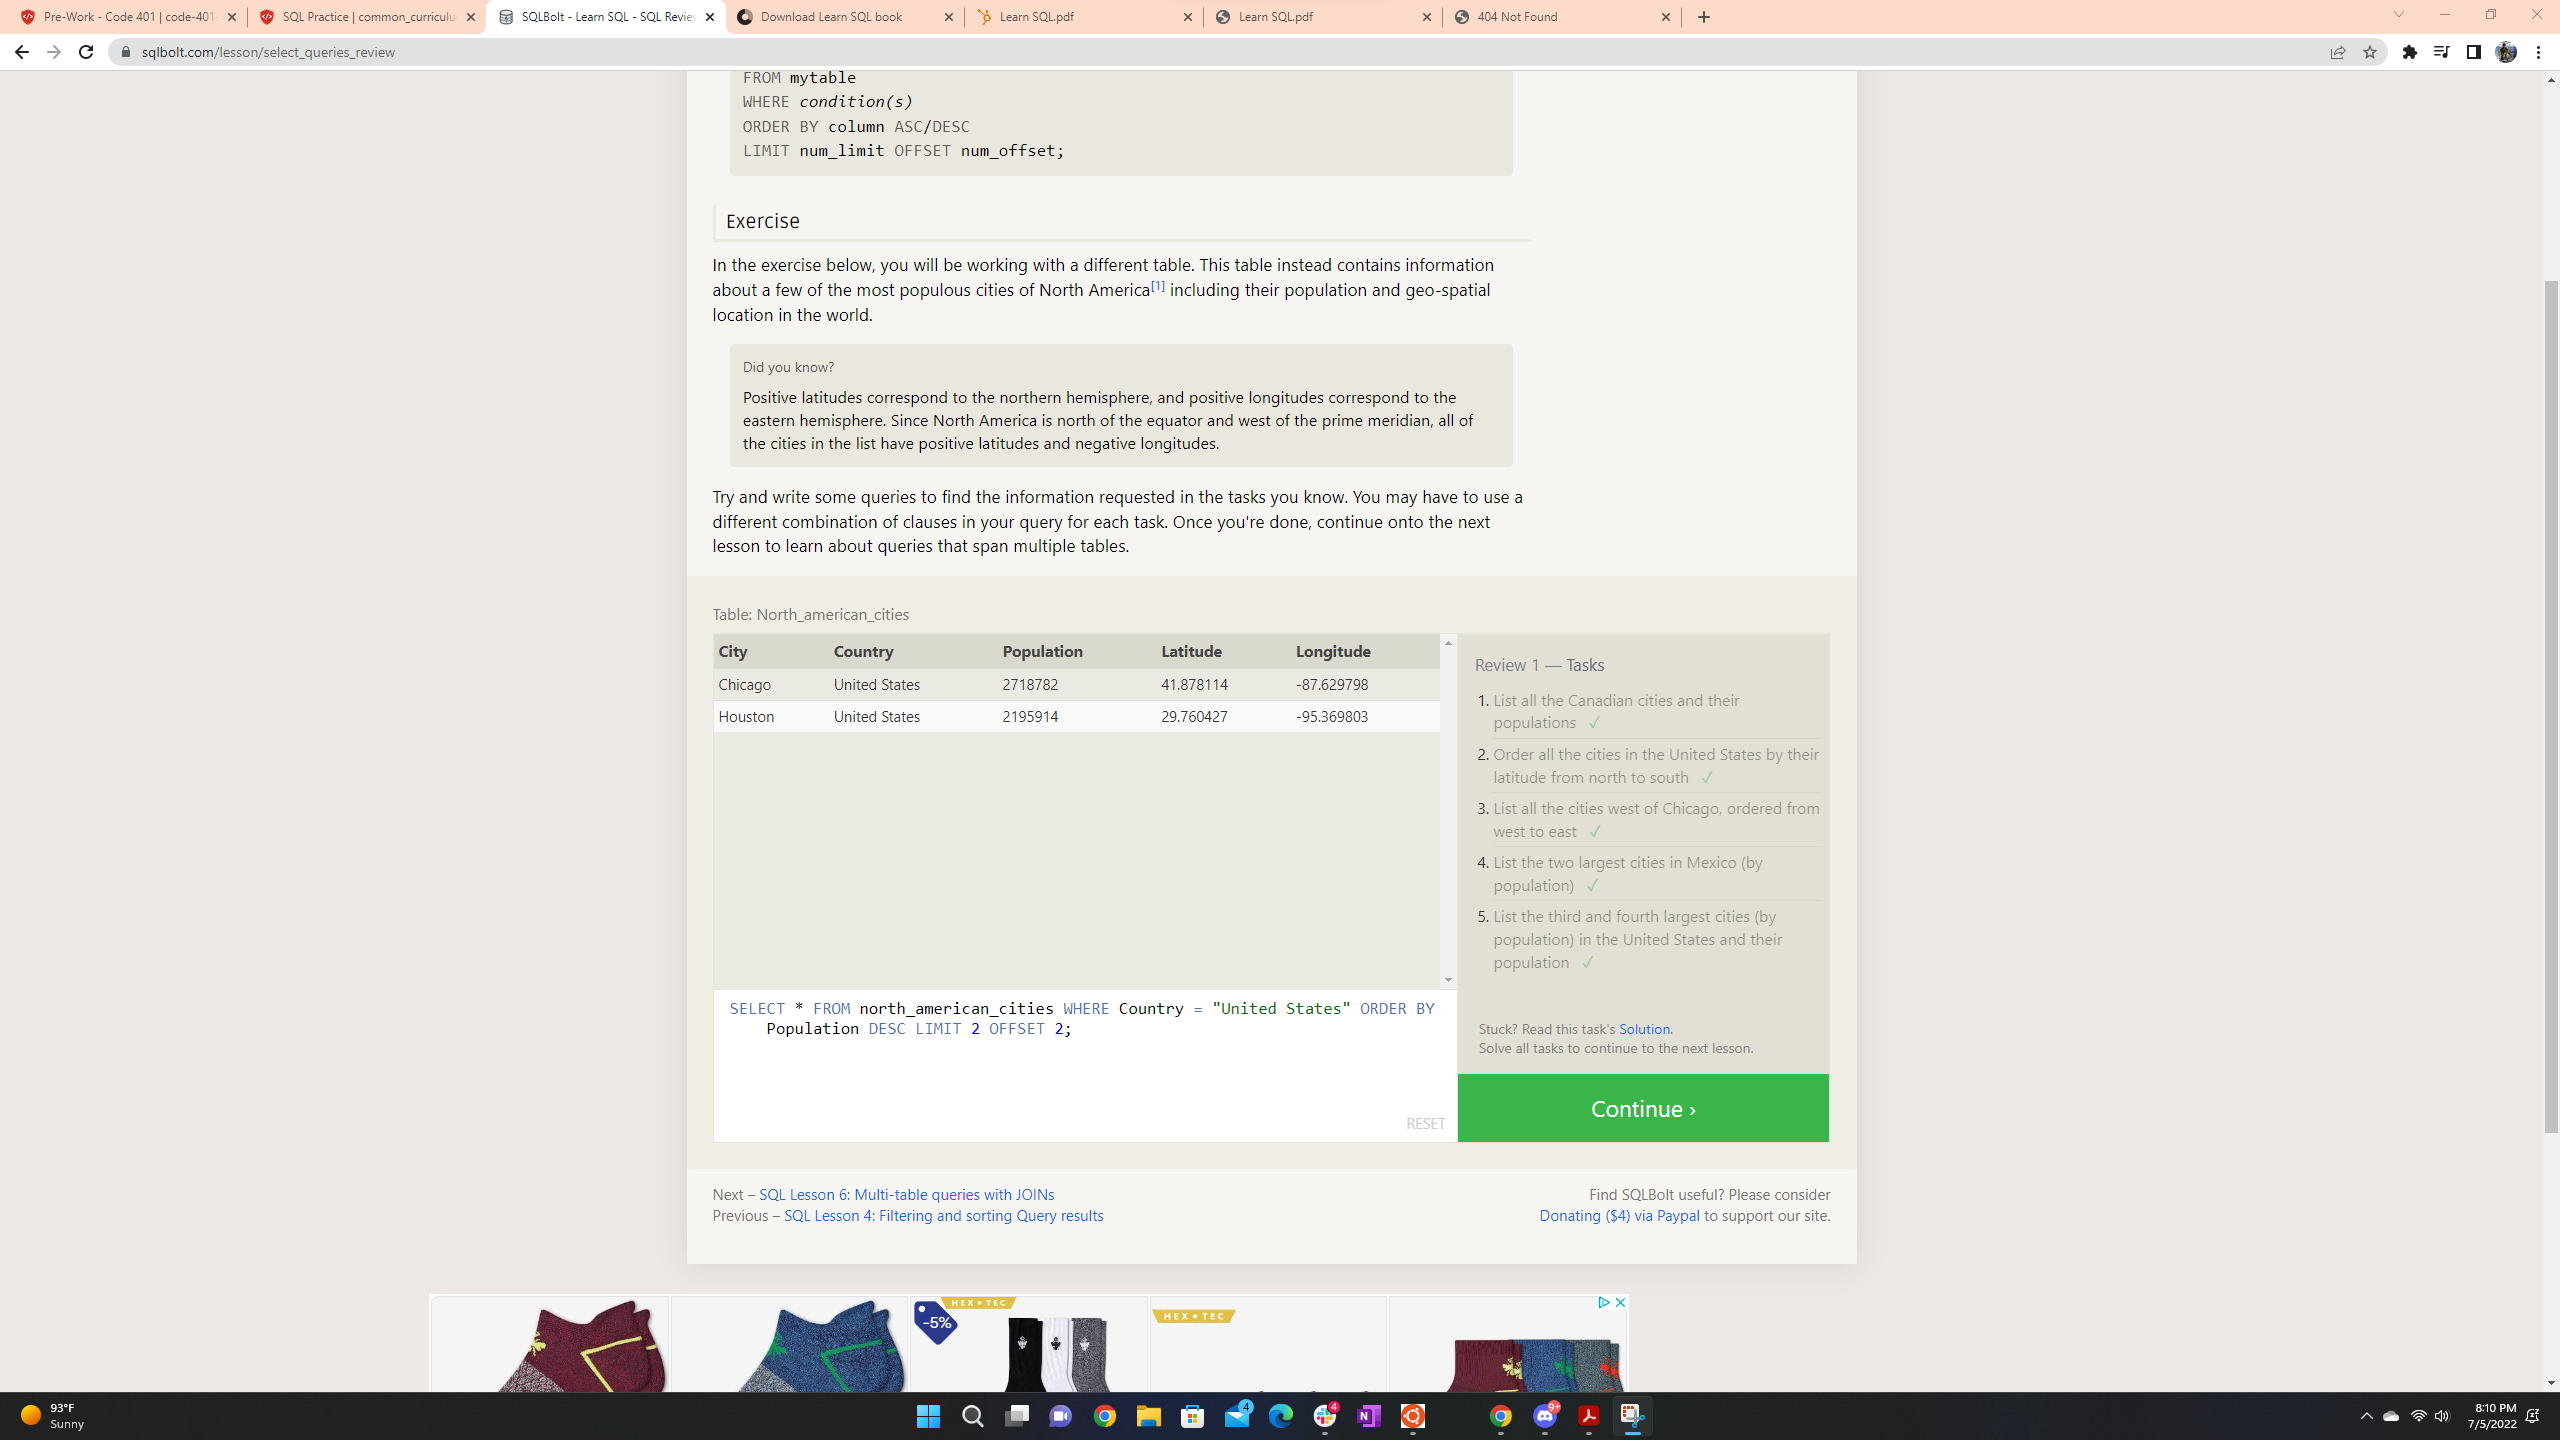 Pre-Work - Code 401 | code-401-
SQL Practice | common_curriculu
SQLBolt - Learn SQL - SQL Review
Download Learn SQL book
Learn SQL.pdf
Learn SQL.pdf
404 Not Found
sqlbolt.com/lesson/select_queries_review
FROM mytable
WHERE condition(s)
ORDER BY column ASC/DESC
LIMIT num_limit OFFSET num_offset;
Exercise
In the exercise below, you will be working with a different table. This table instead contains information
about a few of the most populous cities of North America[1] including their population and geo-spatial
location in the world.
Did you know?
Positive latitudes correspond to the northern hemisphere, and positive longitudes correspond to the
eastern hemisphere. Since North America is north of the equator and west of the prime meridian, all of
the cities in the list have positive latitudes and negative longitudes.
Try and write some queries to find the information requested in the tasks you know. You may have to use a
different combination of clauses in your query for each task. Once you're done, continue onto the next
lesson to learn about queries that span multiple tables.
Table: North_american_cities
City Country Population Latitude Longitude
Chicago United States 2718782 41.878114 -87.629798
Houston United States 2195914 29.760427 -95.369803
SELECT * FROM north_american_cities WHERE Country = "United States" ORDER BY
Population DESC LIMIT 2 OFFSET 2;
RESET
Review 1 — Tasks
1. List all the Canadian cities and their
populations ✓
2. Order all the cities in the United States by their
latitude from north to south ✓
3. List all the cities west of Chicago, ordered from
west to east ✓
4. List the two largest cities in Mexico (by
population) ✓
5. List the third and fourth largest cities (by
population) in the United States and their
population ✓
Stuck? Read this task's Solution.
Solve all tasks to continue to the next lesson.
Continue ›
Next – SQL Lesson 6: Multi-table queries with JOINs
Previous – SQL Lesson 4: Filtering and sorting Query results
Find SQLBolt useful? Please consider
Donating ($4) via Paypal to support our site.
HEX TEC
-5%
HEX TEC
93°F
Sunny
4
4
9+
8:10 PM
7/5/2022